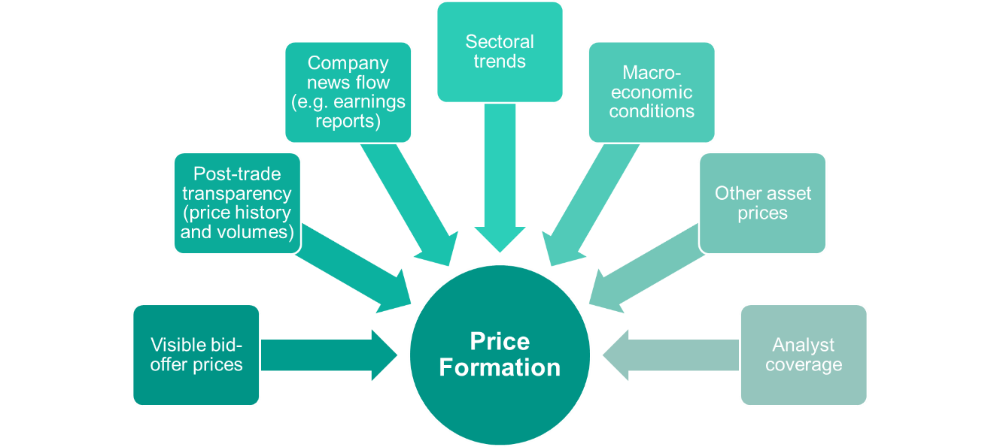 Sectoral
trends
Company
news flow
(e.g. earnings
reports)
Macro-
economic
conditions
Post-trade
transparency
(price history
and volumes)
Other asset
prices
Visible bid-
offer prices
Price
Formation
Analyst
coverage